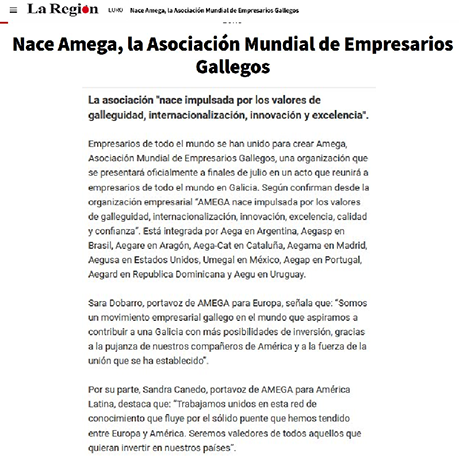 La Región EURO Nace Amega, la Asociación Mundial de Empresarios Gallegos
Nace Amega, la Asociación Mundial de Empresarios
Gallegos
La asociación "nace impulsada por los valores de
galleguidad, internacionalización, innovación y excelencia".
Empresarios de todo el mundo se han unido para crear Amega,
Asociación Mundial de Empresarios Gallegos, una organización que
se presentará oficialmente a finales de julio en un acto que reunirá a
empresarios de todo el mundo en Galicia. Según confirman desde la
organización empresarial "AMEGA nace impulsada por los valores
de galleguidad, internacionalización, innovación, excelencia, calidad
y confianza". Está integrada por Aega en Argentina, Aegasp en
Brasil, Aegare en Aragón, Aega-Cat en Cataluña, Aegama en Madrid,
Aegusa en Estados Unidos, Umegal en México, Aegap en Portugal,
Aegard en Republica Dominicana y Aegu en Uruguay.
Sara Dobarro, portavoz de AMEGA para Europa, señala que: "Somos
un movimiento empresarial gallego en el mundo que aspiramos a
contribuir a una Galicia con más posibilidades de inversión, gracias
a la pujanza de nuestros compañeros de América y a la fuerza de la
unión que se ha establecido".
Por su parte, Sandra Canedo, portavoz de AMEGA para América
Latina, destaca que: "Trabajamos unidos en esta red de
conocimiento que fluye por el sólido puente que hemos tendido
entre Europa y América. Seremos valedores de todos aquellos que
quieran invertir en nuestros países".